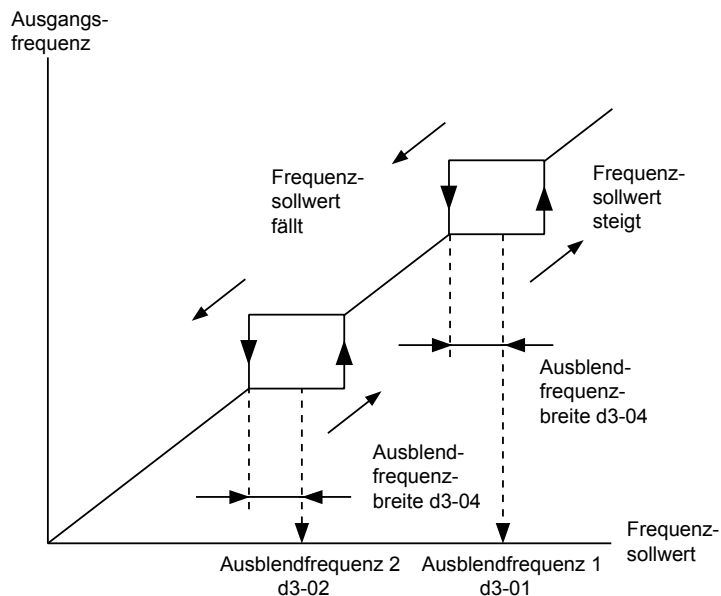 Ausgangs-
frequenz
Frequenz-
sollwert
fällt
Frequenz-
sollwert
steigt
Ausblend-
frequenz-
breite d3-04
Ausblend-
frequenz-
breite d3-04
Frequenz-
sollwert
Ausblendfrequenz 2
d3-02
Ausblendfrequenz 1
d3-01